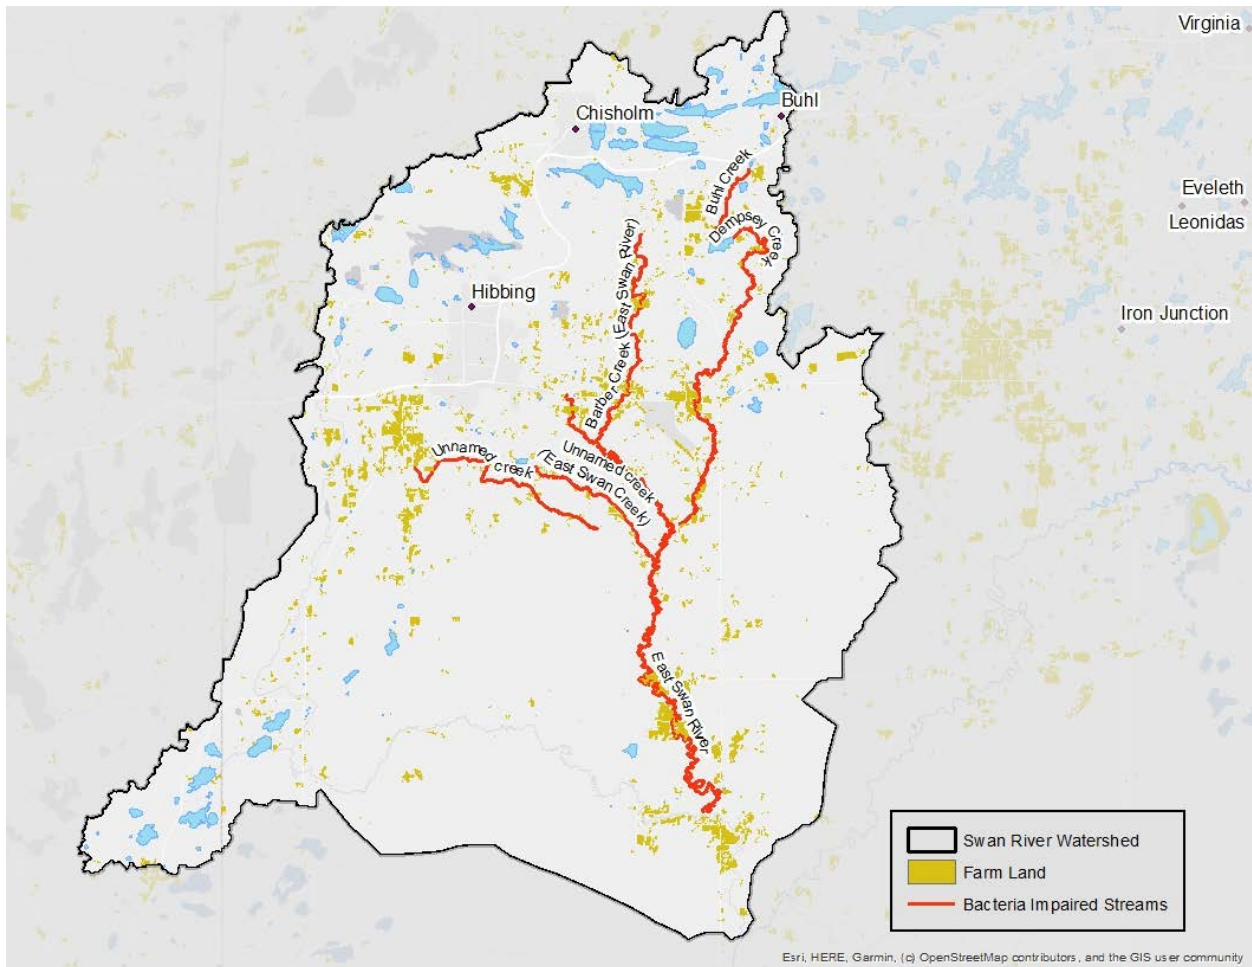 Virginia
Buhl
Chisholm
Buhl Creek
Eveleth
Leonidas
Dempsey Creek
Barber Creek (East Swan River)
Hibbing
Iron Junction
Unnamed creek
Unnamed creek
(East Swan Creek)
East Swan River
Swan River Watershed
Farm Land
Bacteria Impaired Streams
Esri, HERE, Garmin, (c) OpenStreetMap contributors, and the GIS user community